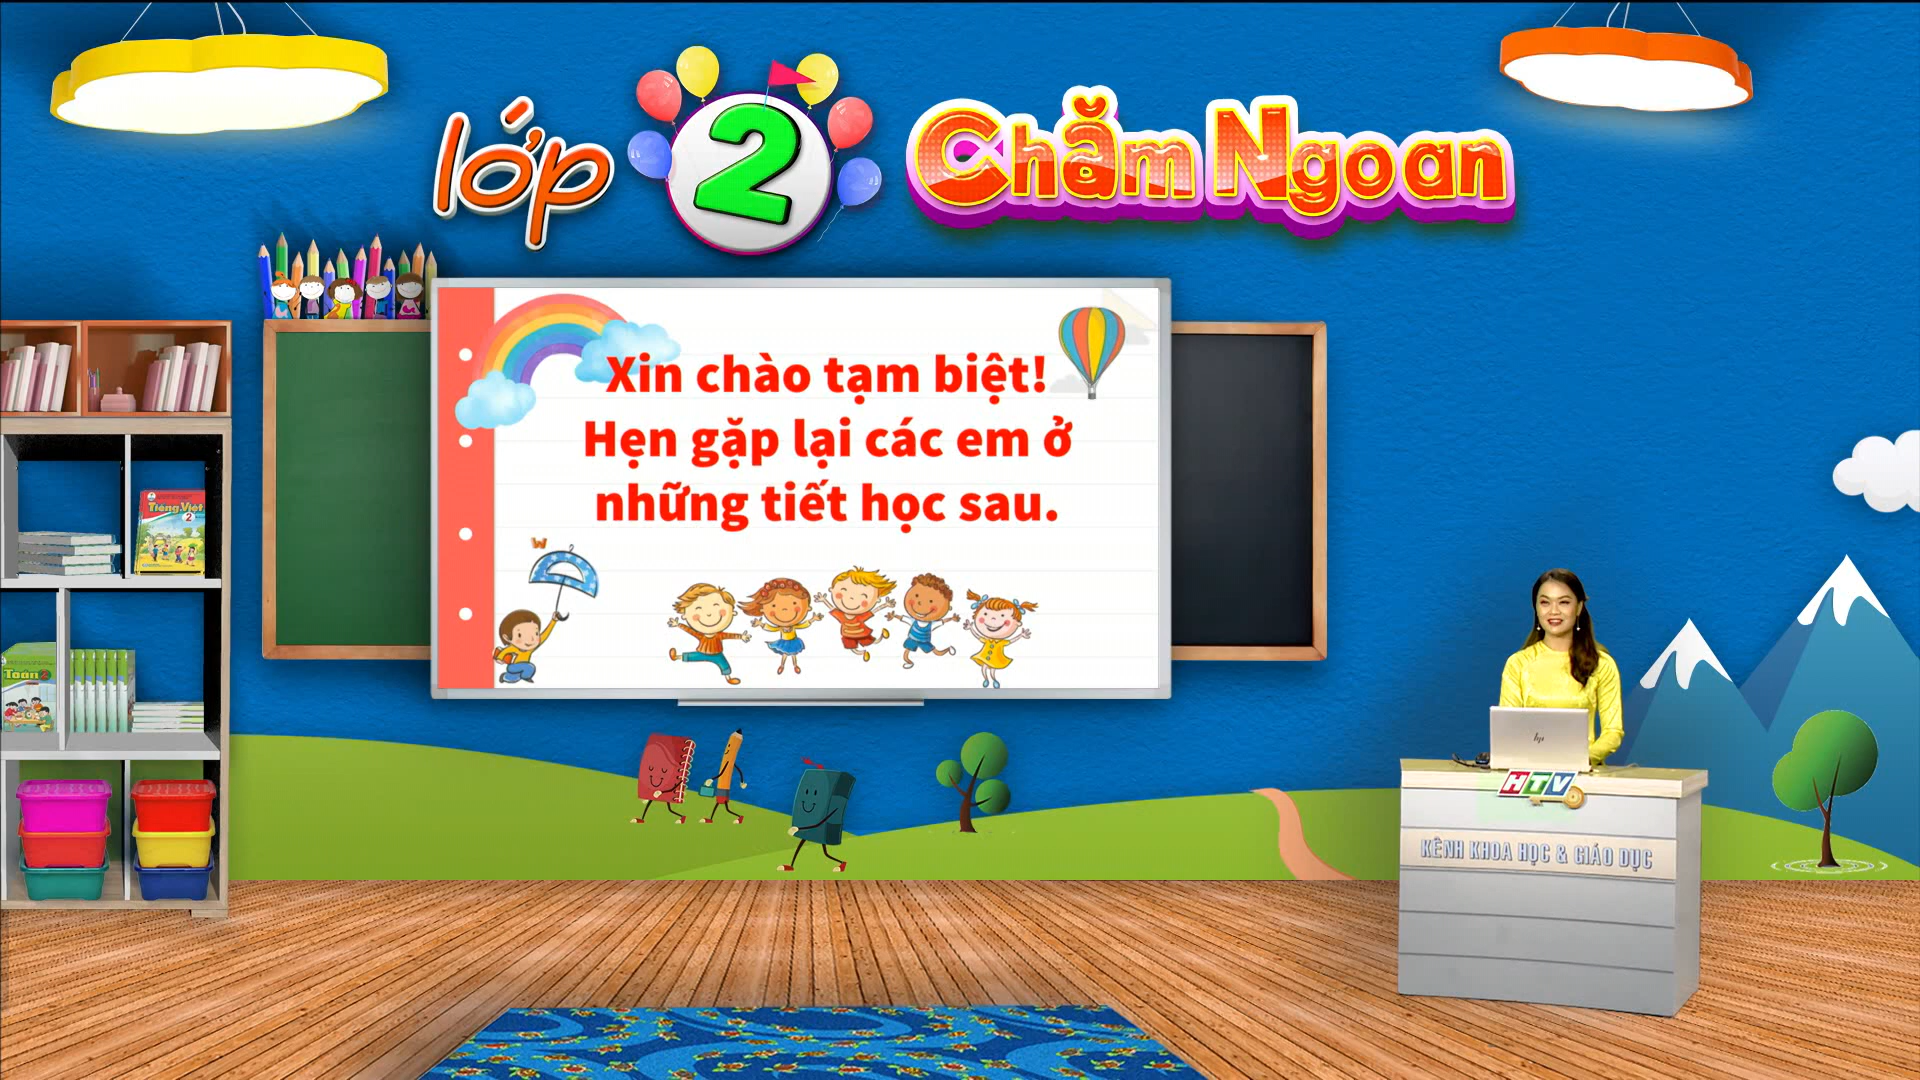 lớp 2 Chăm Ngoan
Xin chào tạm biệt!
Hẹn gặp lại các em ở
những tiết học sau.
Tiếng Việt
2
Toán 2
hp
HTV
KÊNH KHOA HỌC & GIÁO DỤC